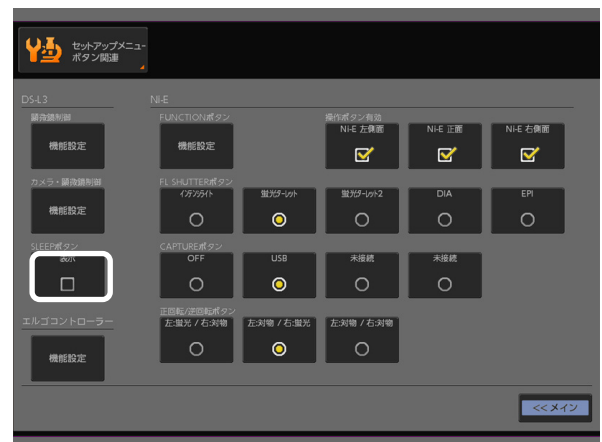 セットアップメニュー
ボタン関連
DS-L3
NI-E
顕微鏡制御
FUNCTIONボタン
操作ボタン有効
機能設定
機能設定
Ni-E 左側面
Ni-E 正面
Ni-E 右側面
カメラ・顕微鏡制御
FL SHUTTERボタン
機能設定
インテンシライト
蛍光ターレット
蛍光ターレット2
DIA
EPI
SLEEPボタン
CAPTUREボタン
表示
OFF
USB
未接続
未接続
正回転/逆回転ボタン
エルゴコントローラー
左:蛍光 / 右:対物
左:対物 / 右:蛍光
左:対物 / 右:対物
機能設定
<< メイン